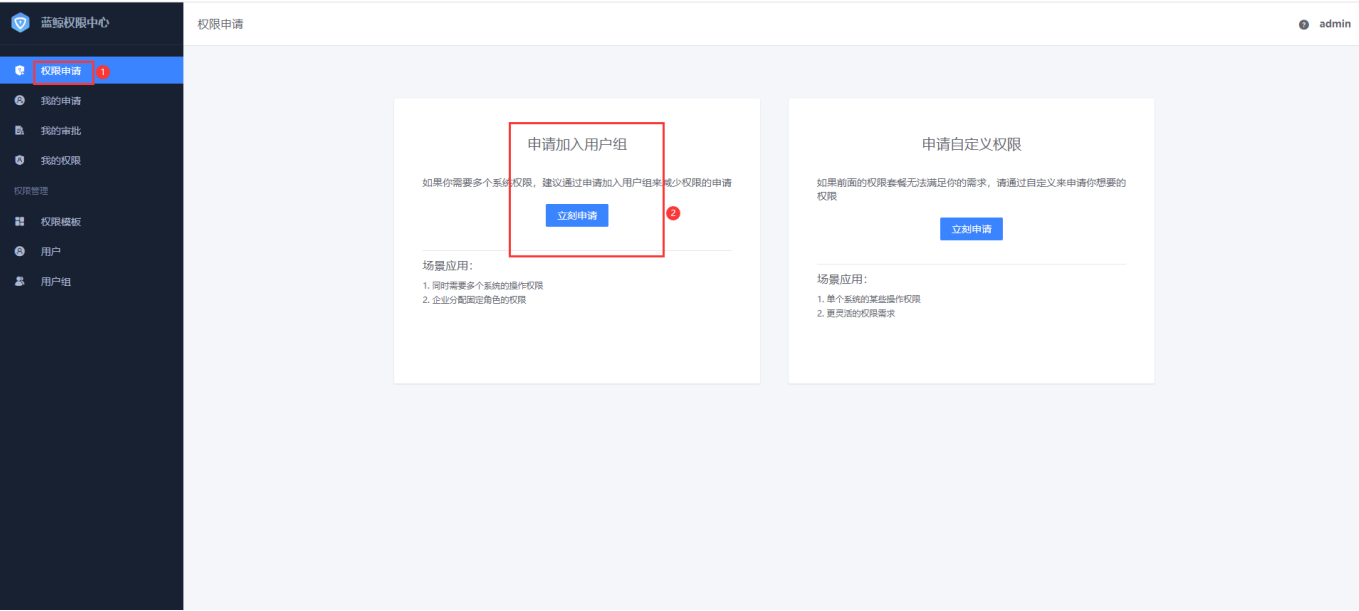 蓝鲸权限中心
权限申请
admin
权限申请
1
我的申请
我的审批
我的权限
权限管理
权限模板
用户
用户组
申请加入用户组
如果你需要多个系统权限，建议通过申请加入用户组来减少权限的申请
立刻申请
2
场景应用：
1. 同时需要多个系统的操作权限
2. 企业分配固定角色的权限
申请自定义权限
如果前面的权限套餐无法满足你的需求，请通过自定义来申请你想要的
权限
立刻申请
场景应用：
1. 单个系统的某些操作权限
2. 更灵活的权限需求